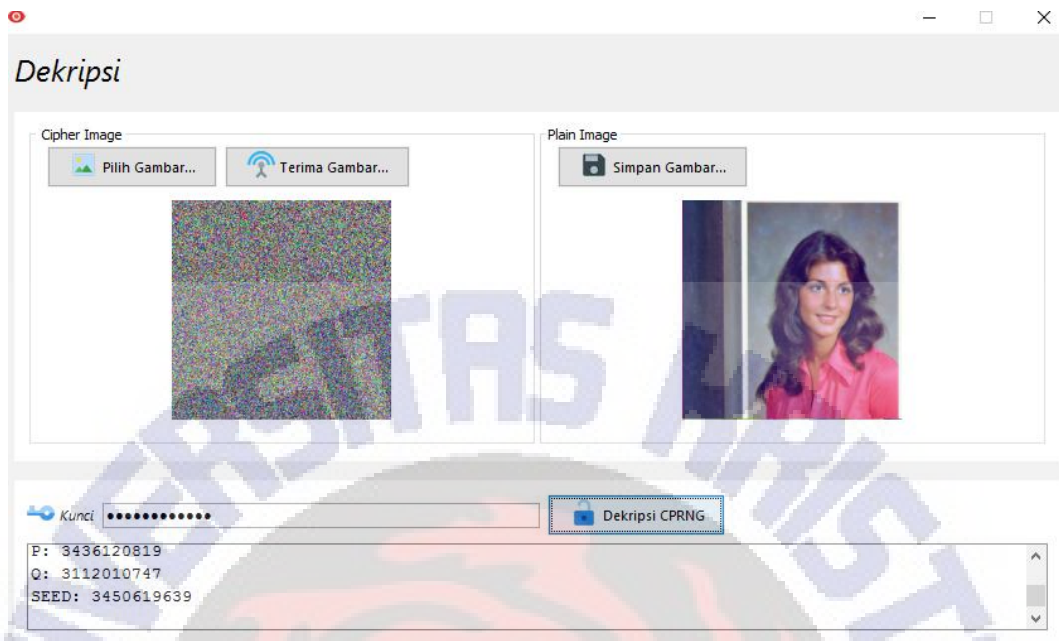 Dekripsi
Cipher Image
Plain Image
Pilih Gambar...
Terima Gambar...
Simpan Gambar...
Kunci
Dekripsi CPRNG
P: 3436120819
Q: 3112010747
SEED: 3450619639